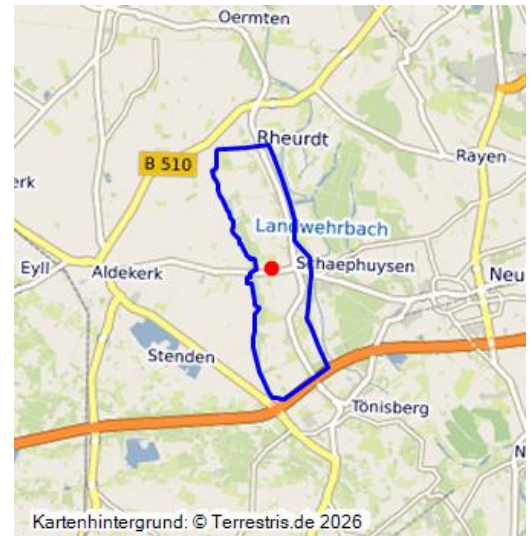 Oermten
Rheurdt
B 510
Rayen
erk
Landwehrbach
Eyll
Aldekerk
Schaephuysen
Neu
Stenden
Tönisberg
N
Kartenhintergrund: © Terrestris.de 2026